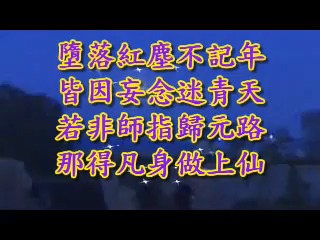 墮落紅塵不記年
皆因妄念迷青天
若非師指歸元路
那得凡身做上仙